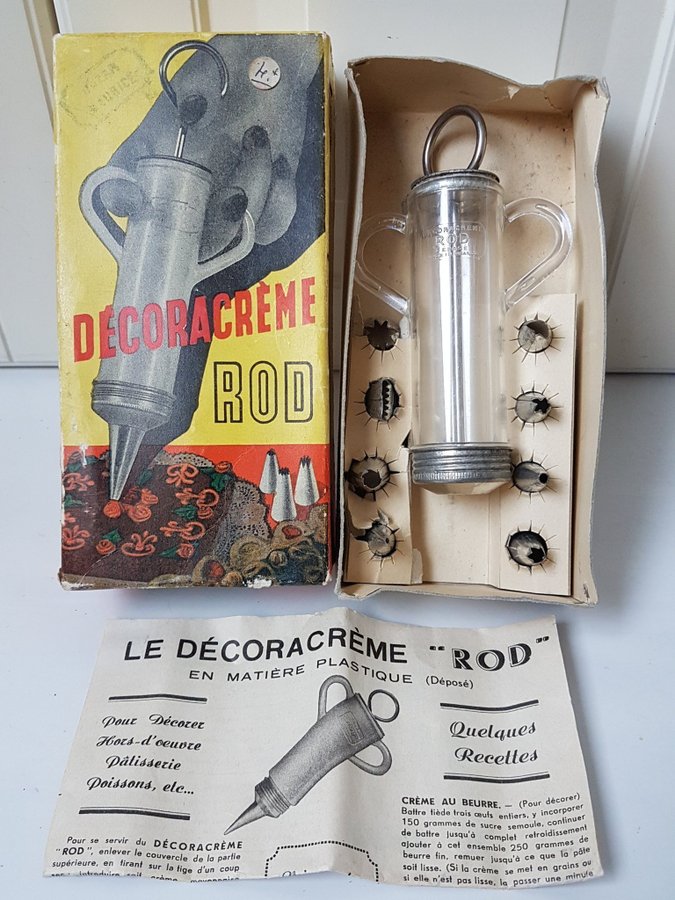 4.+
DÉCORACRÈME
ROD
DÉCORACRÈME
ROD
LE DÉCORACRÈME "ROD"
EN MATIÈRE PLASTIQUE (Déposé)
Pour Décorer
Hors-d'oeuvre
Pâtisserie
Poissons, etc...
Pour se servir du DÉCORACRÈME
"ROD", enlever le couvercle de la partie
supérieure, en tirant sur la tige d'un coup
Quelques
Recettes
CRÈME AU BEURRE. — (Pour décorer)
Battre tiède trois œufs entiers, y incorporer
150 grammes de sucre semoule, continuer
de battre jusqu'à complet retroidissement
ajouter à cet ensemble 250 grammes de
beurre fin, remuer jusqu'à ce que la pâte
soit lisse. (Si la crème se met en grains ou
si elle n'est pas lisse, la passer une minute